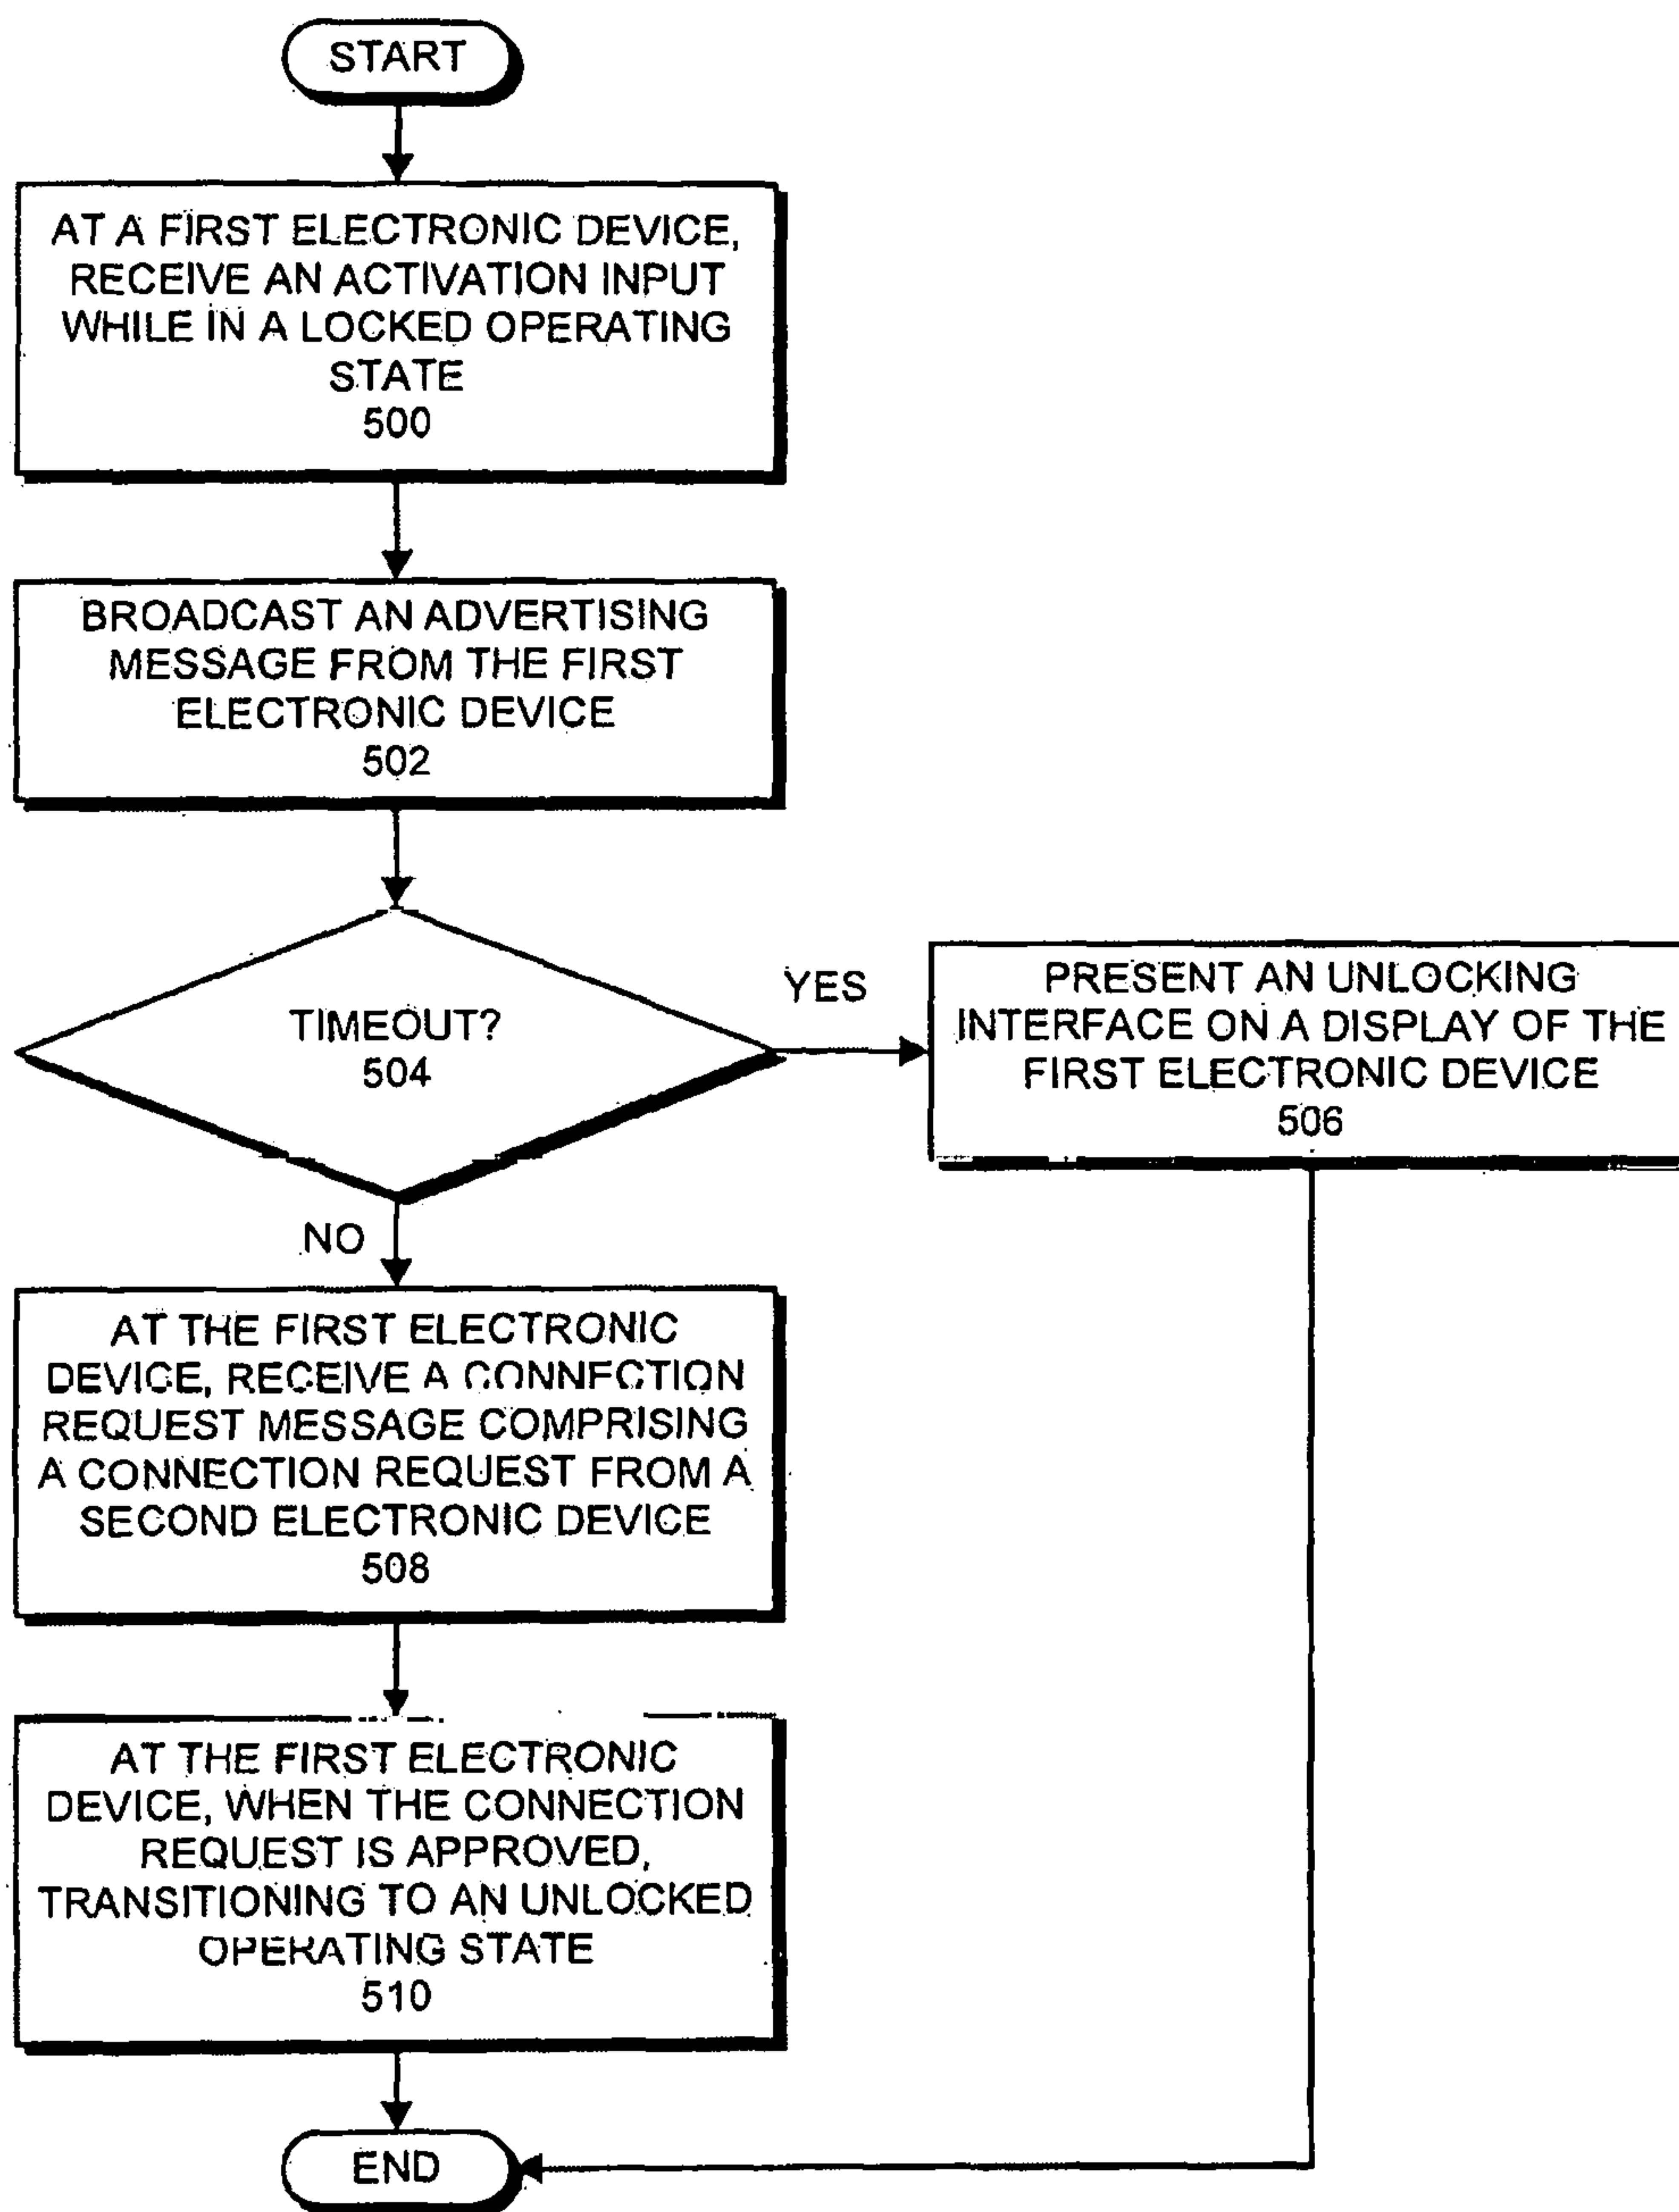 START
AT A FIRST ELECTRONIC DEVICE,
RECEIVE AN ACTIVATION INPUT
WHILE IN A LOCKED OPERATING
STATE
500
BROADCAST AN ADVERTISING
MESSAGE FROM THE FIRST
ELECTRONIC DEVICE
502
TIMEOUT?
504
YES
PRESENT AN UNLOCKING
INTERFACE ON A DISPLAY OF THE
FIRST ELECTRONIC DEVICE
506
NO
AT THE FIRST ELECTRONIC
DEVICE, RECEIVE A CONNECTION
REQUEST MESSAGE COMPRISING
A CONNECTION REQUEST FROM A
SECOND ELECTRONIC DEVICE
508
AT THE FIRST ELECTRONIC
DEVICE, WHEN THE CONNECTION
REQUEST IS APPROVED,
TRANSITIONING TO AN UNLOCKED
OPERATING STATE
510
END